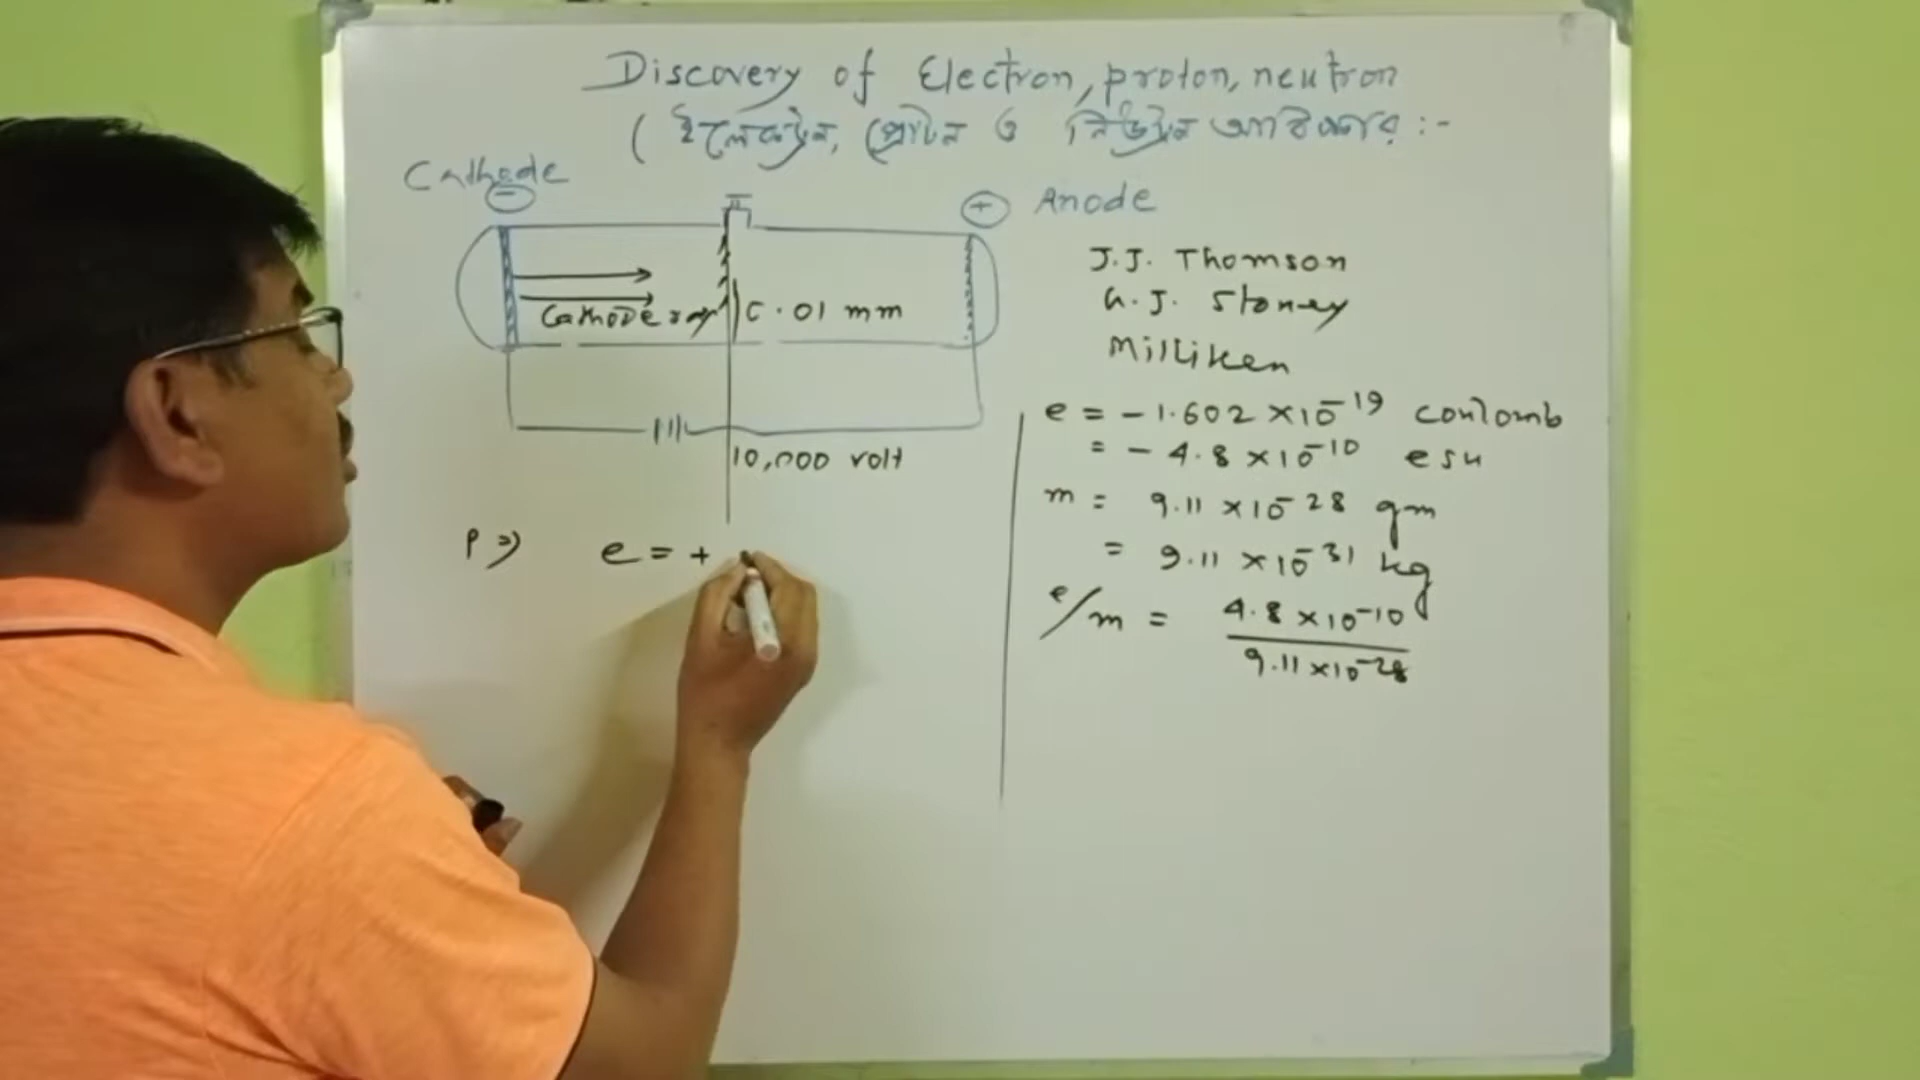 Discovery of Electron, proton, neutron
( ইলেকট্রন, প্রোটন ও নিউট্রন আবিষ্কার :-
Cathode
-
+ Anode
Cathode ray
0.01 mm
10,000 volt
J.J. Thomson
G.J. Stoney
Milliken
e = - 1.602 × 10^-19 coulomb
= - 4.8 × 10^-10 esu
m = 9.11 × 10^-28 gm
= 9.11 × 10^-31 kg
e/m = 4.8 × 10^-10
9.11 × 10^-28
P ⇒ e = +